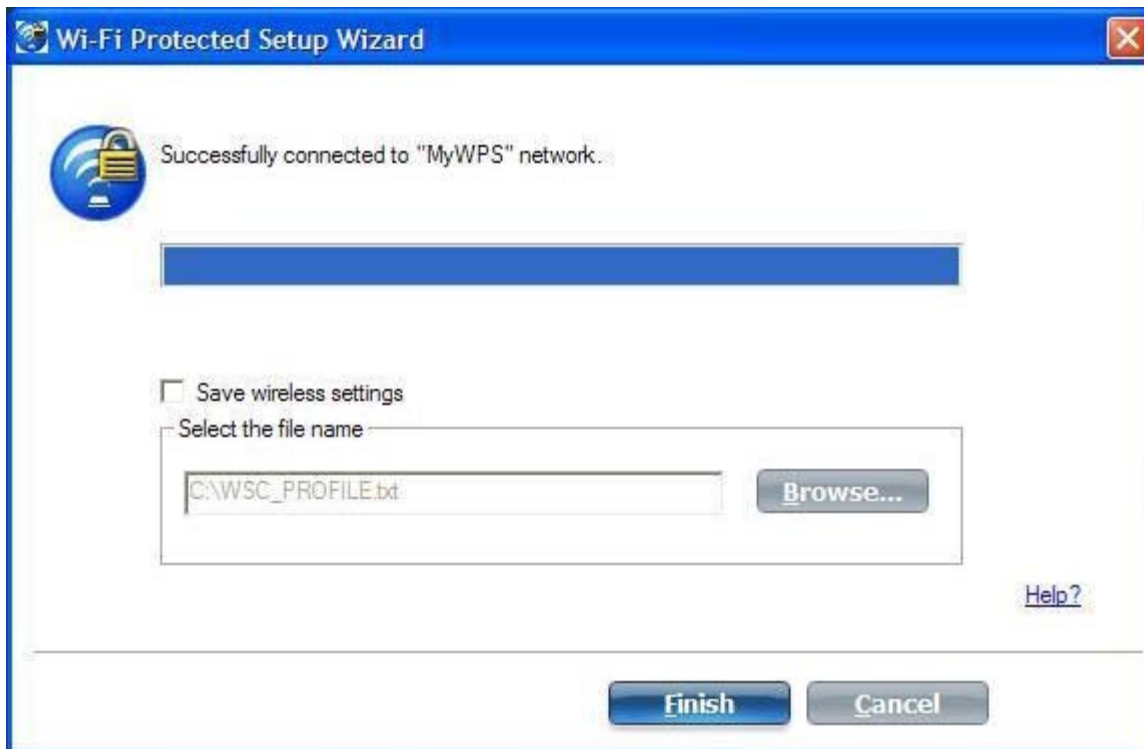 Wi-Fi Protected Setup Wizard
Successfully connected to "MyWPS" network.
Save wireless settings
Select the file name
C:\WSC_PROFILE.txt
Browse...
Help?
Finish
Cancel